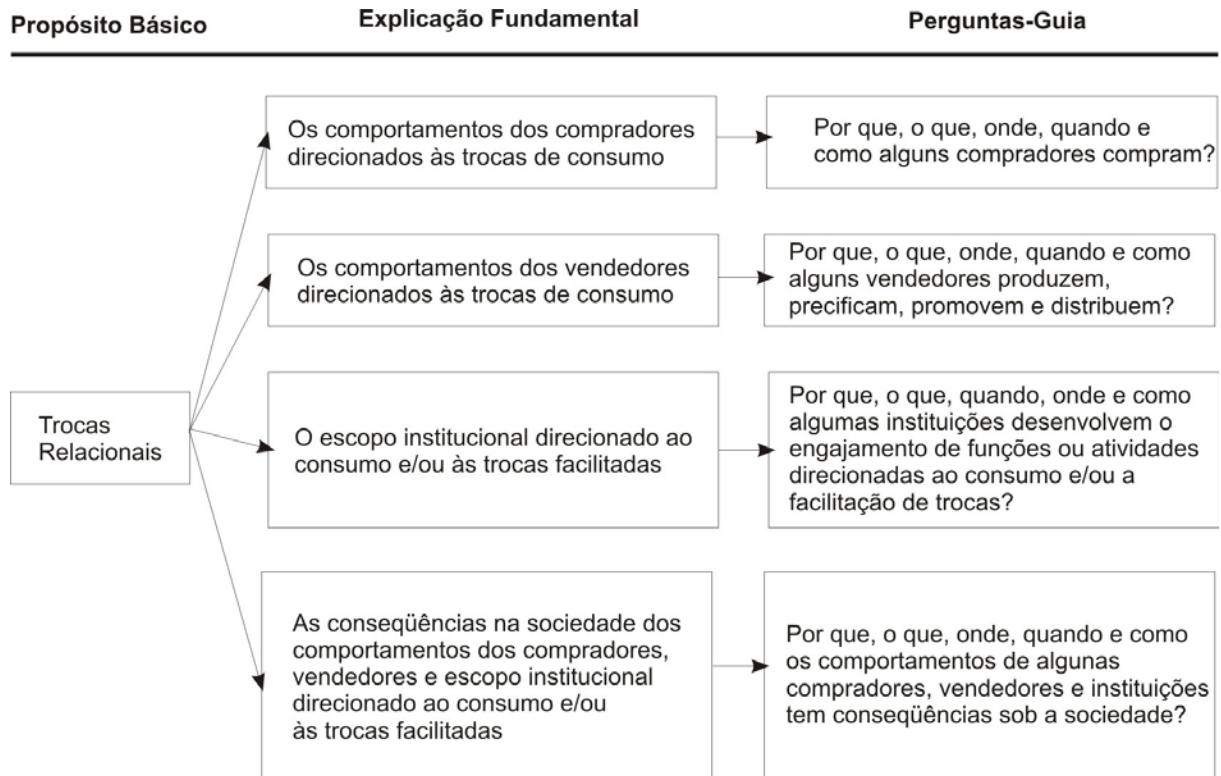 Propósito Básico
Explicação Fundamental
Perguntas-Guia
Os comportamentos dos compradores
direcionados às trocas de consumo
Por que, o que, onde, quando e
como alguns compradores compram?
Os comportamentos dos vendedores
direcionados às trocas de consumo
Por que, o que, onde, quando e como
alguns vendedores produzem,
precificam, promovem e distribuem?
Trocas
Relacionais
O escopo institucional direcionado ao
consumo e/ou às trocas facilitadas
Por que, o que, quando, onde e como
algumas instituições desenvolvem o
engajamento de funções ou atividades
direcionadas ao consumo e/ou a
facilitação de trocas?
As conseqüências na sociedade dos
comportamentos dos compradores,
vendedores e escopo institucional
direcionado ao consumo e/ou
às trocas facilitadas
Por que, o que, onde, quando e como
os comportamentos de algunas
compradores, vendedores e instituições
tem conseqüências sob a sociedade?